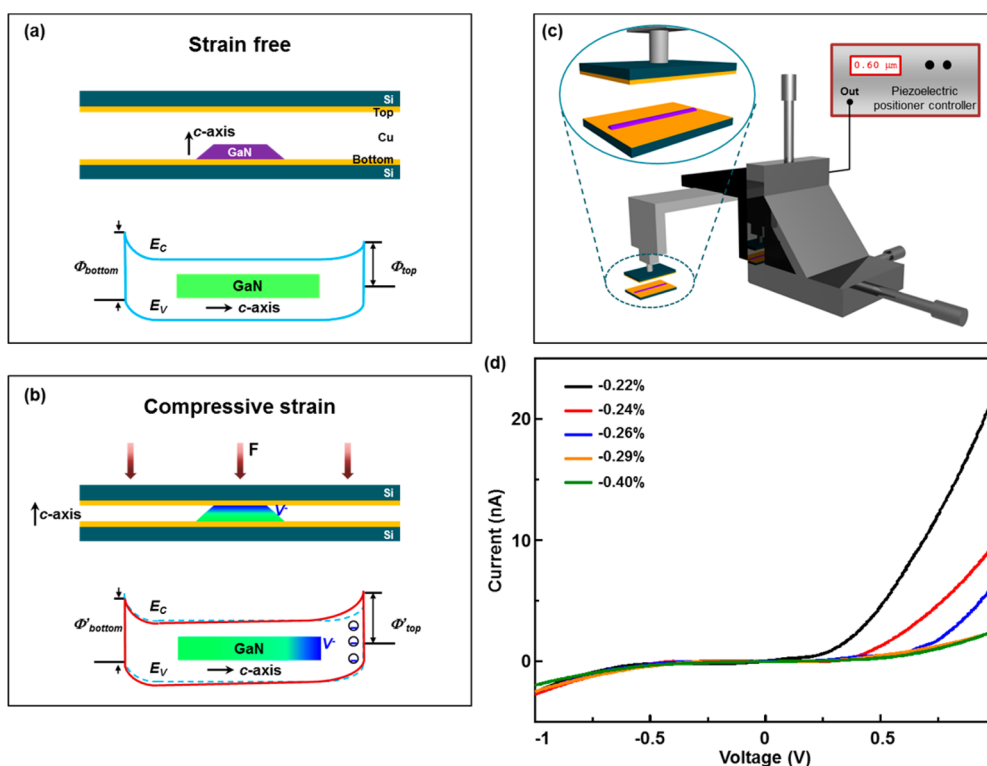 (a)
Strain free
Si
Top
Cu
c-axis
GaN
Bottom
Si
E_C
Φ_bottom
Φ_top
GaN
E_V
c-axis
(b)
Compressive strain
F
Si
c-axis
V-
Si
E_C
Φ'_bottom
Φ'_top
GaN
V-
E_V
c-axis
(c)
0.60 µm
Out
Piezoelectric
positioner controller
(d)
-0.22%
-0.24%
-0.26%
-0.29%
-0.40%
20
10
0
Current (nA)
-1
-0.5
0
0.5
Voltage (V)